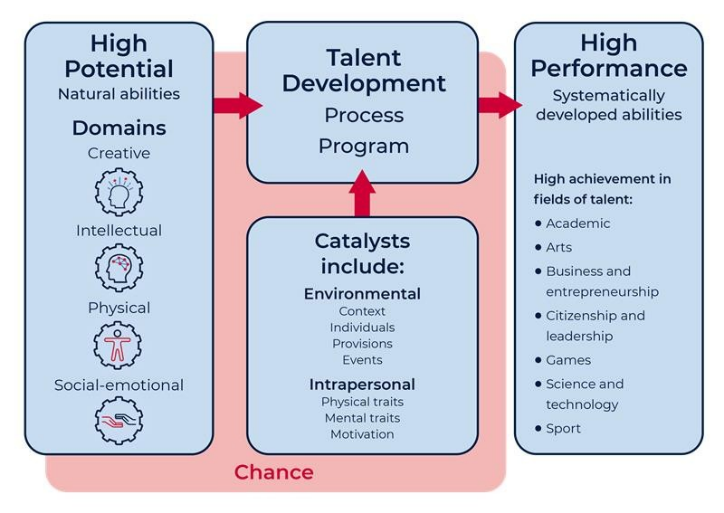 High
Potential
Natural abilities
Domains
Creative
Intellectual
Physical
Social-emotional
Talent
Development
Process
Program
Catalysts
include:
Environmental
Context
Individuals
Provisions
Events
Intrapersonal
Physical traits
Mental traits
Motivation
Chance
High
Performance
Systematically
developed abilities
High achievement in
fields of talent:
● Academic
● Arts
● Business and
entrepreneurship
● Citizenship and
leadership
● Games
● Science and
technology
● Sport